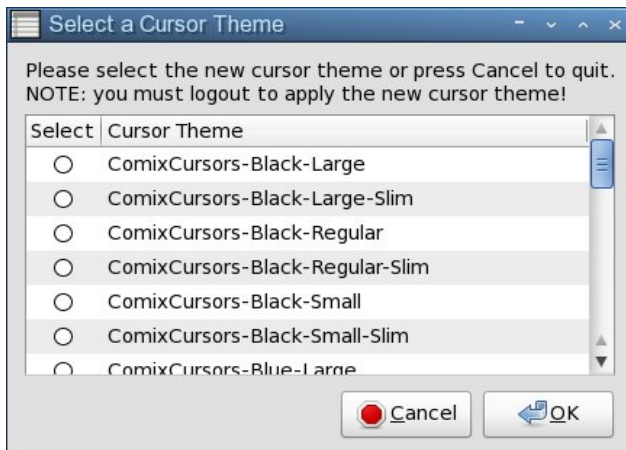 Select a Cursor Theme
Please select the new cursor theme or press Cancel to quit.
NOTE: you must logout to apply the new cursor theme!
Select Cursor Theme
ComixCursors-Black-Large
ComixCursors-Black-Large-Slim
ComixCursors-Black-Regular
ComixCursors-Black-Regular-Slim
ComixCursors-Black-Small
ComixCursors-Black-Small-Slim
ComixCursors-Blue-Large
Cancel OK